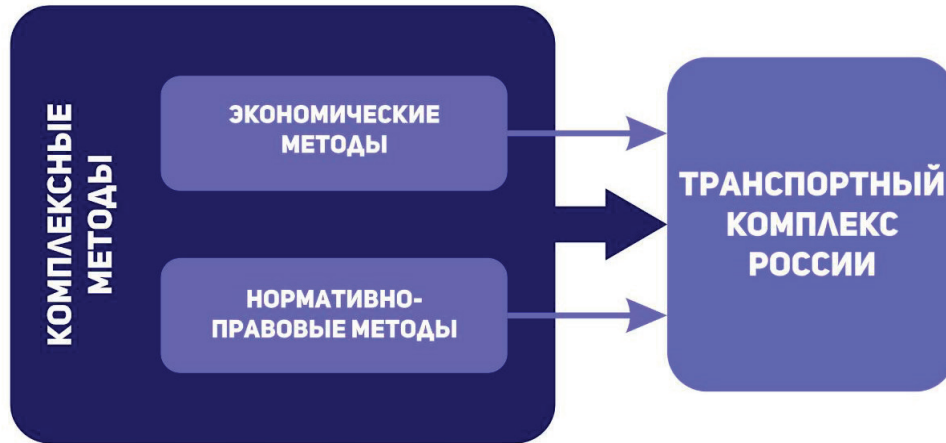 КОМПЛЕКСНЫЕ
МЕТОДЫ
ЭКОНОМИЧЕСКИЕ
МЕТОДЫ
НОРМАТИВНО-
ПРАВОВЫЕ МЕТОДЫ
ТРАНСПОРТНЫЙ
КОМПЛЕКС
РОССИИ